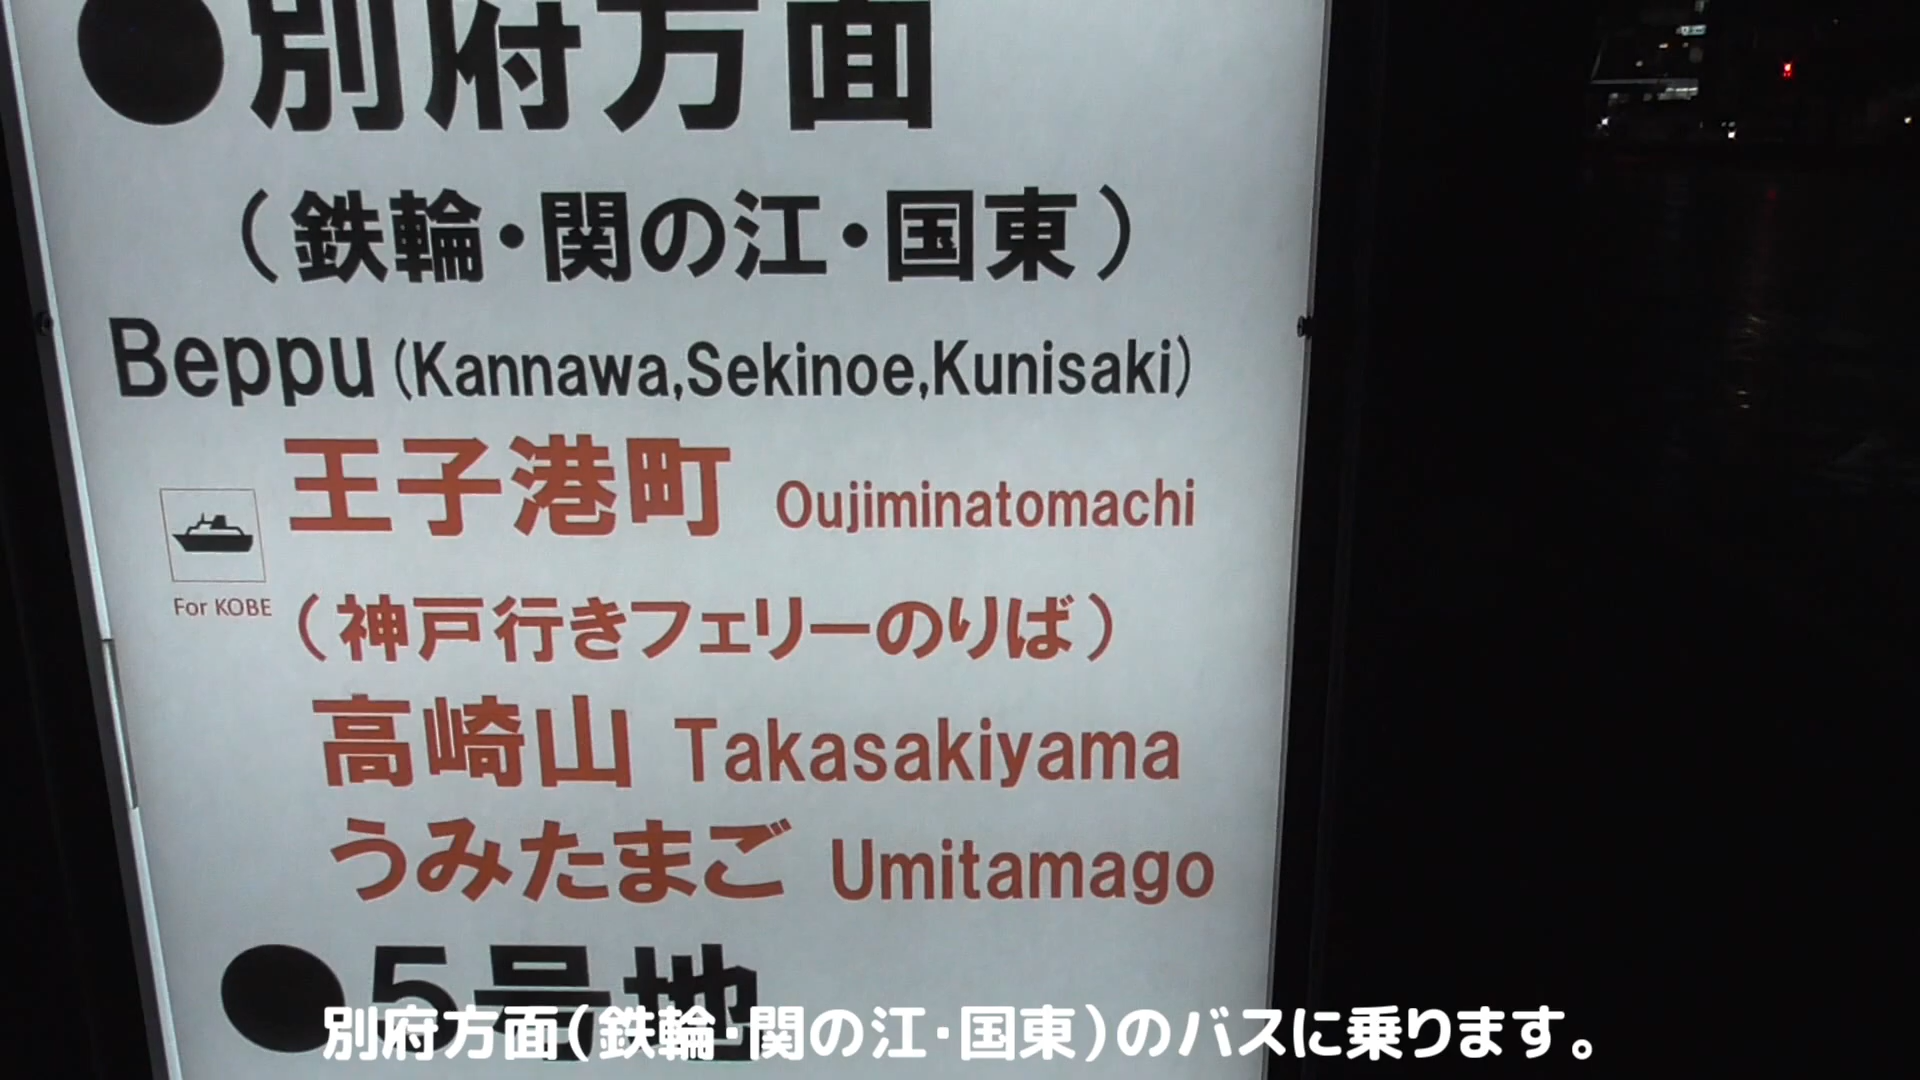 ●別府方面
（鉄輪・関の江・国東）
Beppu (Kannawa,Sekinoe,Kunisaki)
王子港町 Oujiminatomachi
For KOBE （神戸行きフェリーのりば）
高崎山 Takasakiyama
うみたまご Umitamago
●5号地
別府方面(鉄輪･関の江･国東)のバスに乗ります。